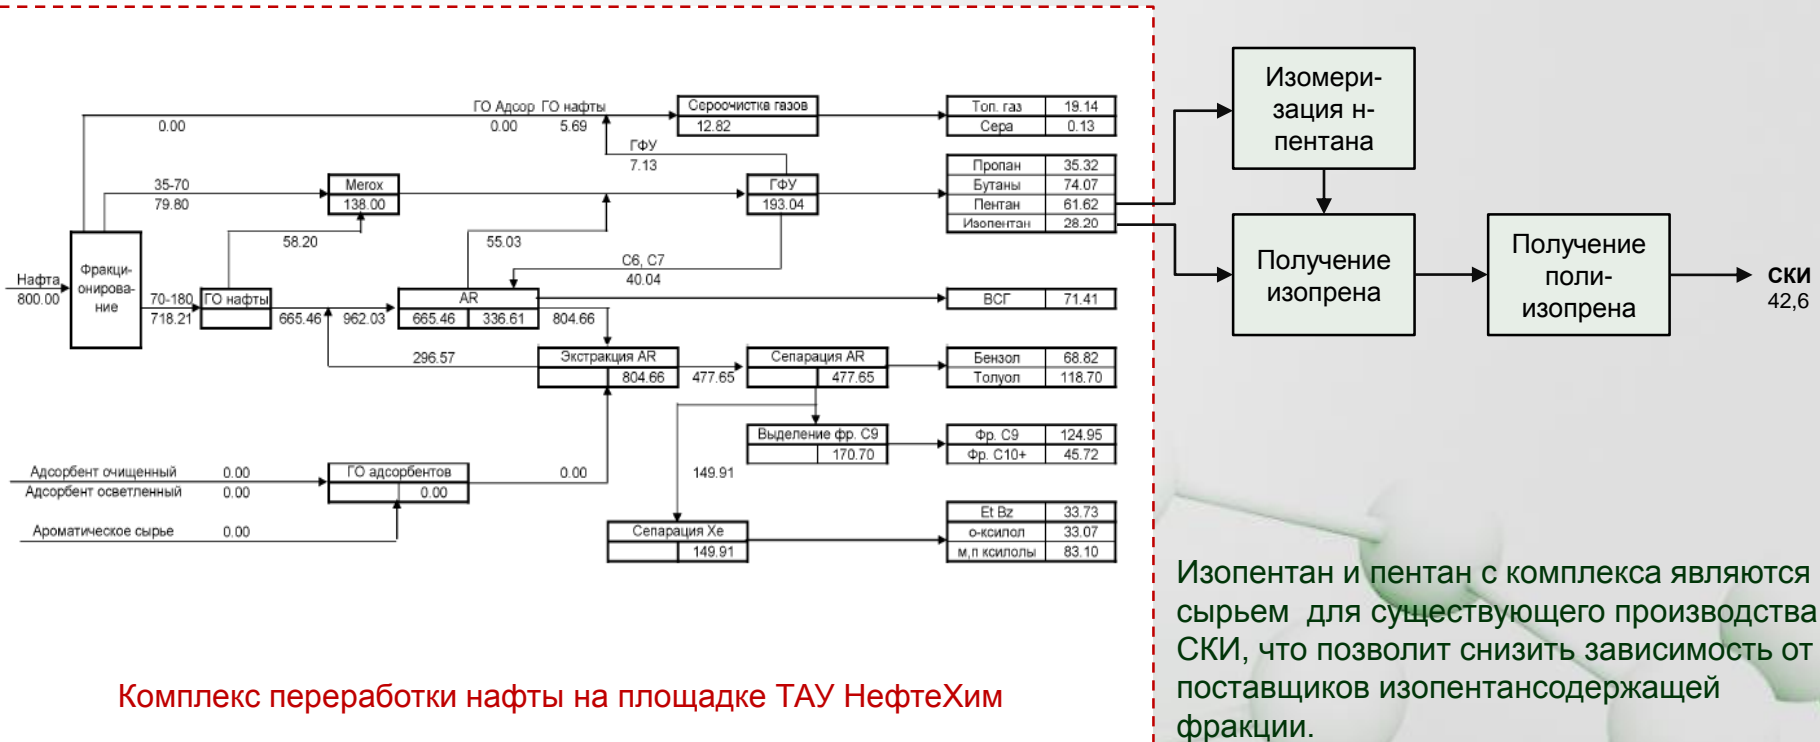 ГО Адсор ГО нафты
0.00
0.00 5.69
Сероочистка газов
12.82
Топ. газ 19.14
Сера 0.13
ГФУ
7.13
35-70
79.80
Merox
138.00
ГФУ
193.04
Пропан 35.32
Бутаны 74.07
Пентан 61.62
Изопентан 28.20
58.20
55.03
C6, C7
40.04
Нафта
800.00
Фракци-
онирова-
ние
70-180
718.21
ГО нафты
665.46
962.03
AR
665.46 336.61
804.66
ВСГ 71.41
296.57
Экстракция AR
804.66
477.65
Сепарация AR
477.65
Бензол 68.82
Толуол 118.70
Выделение фр. С9
170.70
Фр. С9 124.95
Фр. С10+ 45.72
Адсорбент очищенный 0.00
Адсорбент осветленный 0.00
ГО адсорбентов
0.00
0.00
149.91
Ароматическое сырье 0.00
Сепарация Xe
149.91
Et Bz 33.73
о-ксилол 33.07
м,п ксилолы 83.10
Комплекс переработки нафты на площадке ТАУ НефтеХим
Изомери-
зация н-
пентана
Получение
изопрена
Получение
поли-
изопрена
СКИ
42,6
Изопентан и пентан с комплекса являются
сырьем для существующего производства
СКИ, что позволит снизить зависимость от
поставщиков изопентансодержащей
фракции.